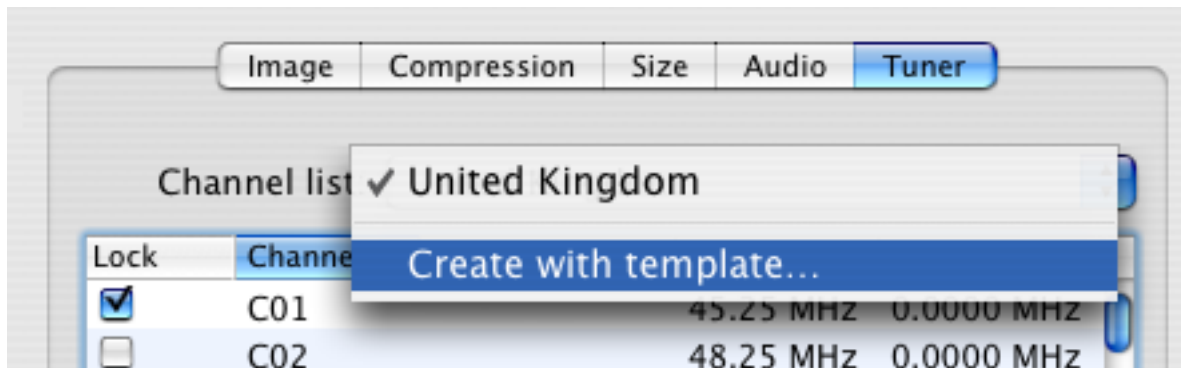 Image Compression Size Audio Tuner
Channel list ✓ United Kingdom
Lock Channe Create with template...
C01 45.25 MHz 0.0000 MHz
C02 48.25 MHz 0.0000 MHz